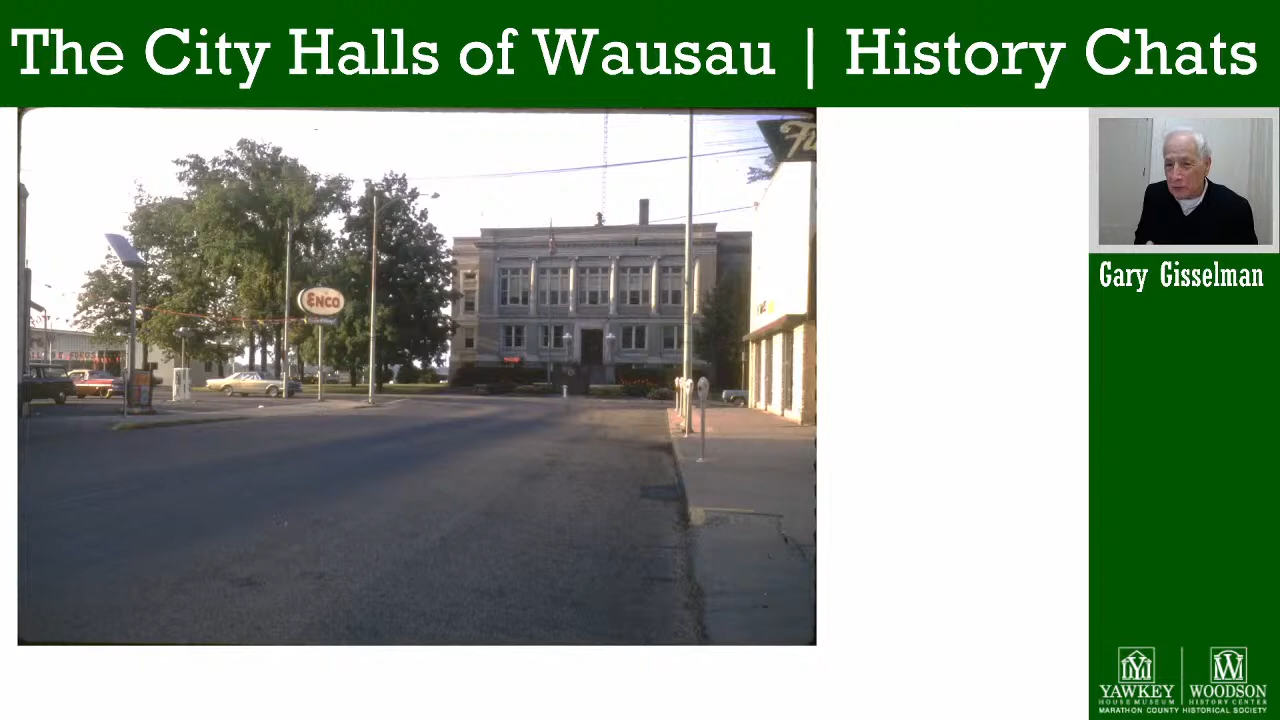 The City Halls of Wausau | History Chats
ENCO
Gary Gisselman
YAWKEY
HOUSE MUSEUM
WOODSON
HISTORY CENTER
MARATHON COUNTY HISTORICAL SOCIETY